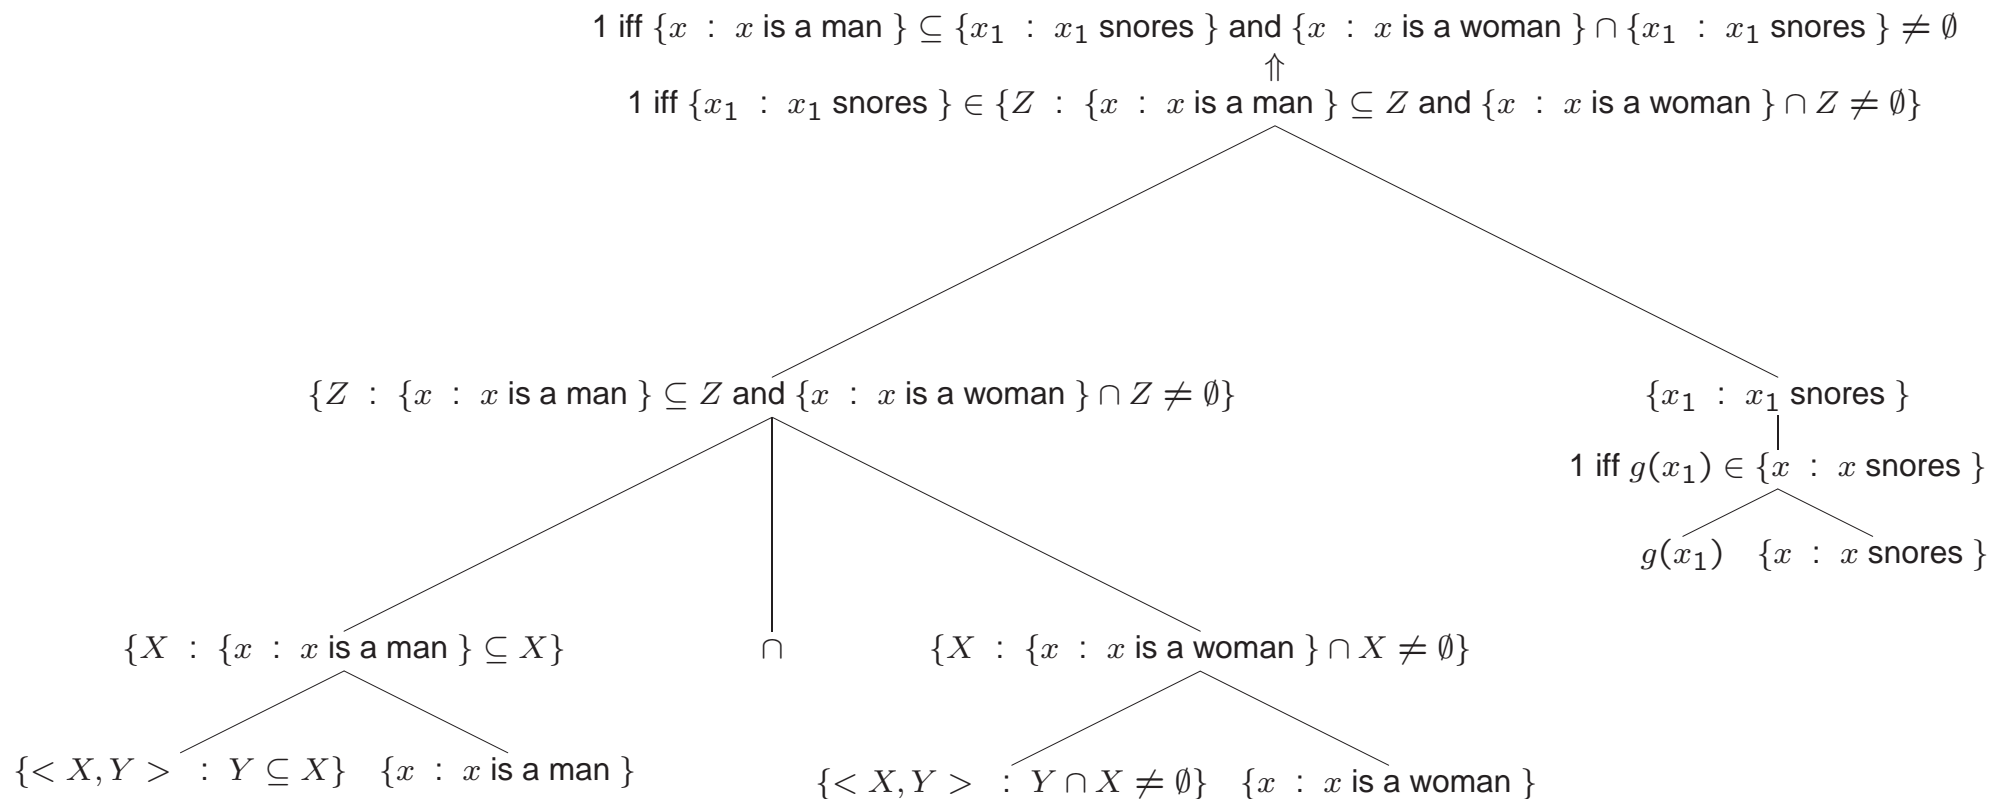 1 iff {x : x is a man } ⊆ {x₁ : x₁ snores } and {x : x is a woman } ∩ {x₁ : x₁ snores } ≠ ∅
⇑
1 iff {x₁ : x₁ snores } ∈ {Z : {x : x is a man } ⊆ Z and {x : x is a woman } ∩ Z ≠ ∅}
{Z : {x : x is a man } ⊆ Z and {x : x is a woman } ∩ Z ≠ ∅} {x₁ : x₁ snores }
1 iff g(x₁) ∈ {x : x snores }
g(x₁) {x : x snores }
{X : {x : x is a man } ⊆ X} ∩ {X : {x : x is a woman } ∩ X ≠ ∅}
{< X, Y > : Y ⊆ X} {x : x is a man } {< X, Y > : Y ∩ X ≠ ∅} {x : x is a woman }